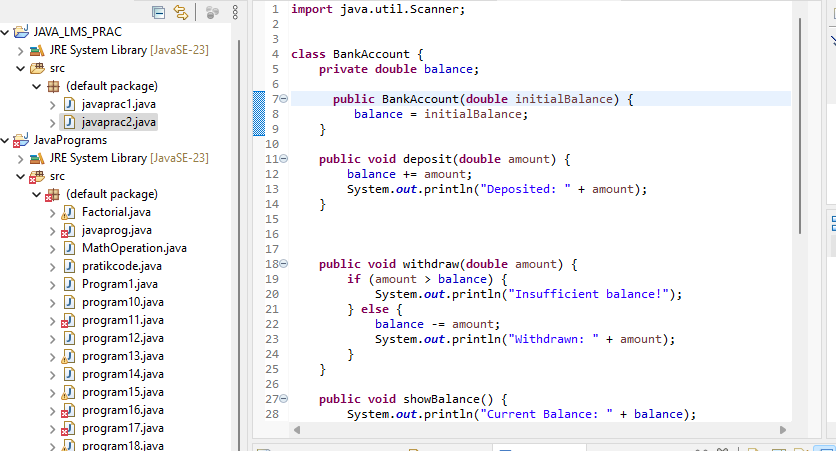 JAVA_LMS_PRAC
JRE System Library [JavaSE-23]
src
(default package)
javaprac1.java
javaprac2.java
JavaPrograms
JRE System Library [JavaSE-23]
src
(default package)
Factorial.java
javaprog.java
MathOperation.java
pratikcode.java
Program1.java
program10.java
program11.java
program12.java
program13.java
program14.java
program15.java
program16.java
program17.java
program18.java
1 import java.util.Scanner;
2
3
4 class BankAccount {
5     private double balance;
6
7       public BankAccount(double initialBalance) {
8          balance = initialBalance;
9     }
10
11     public void deposit(double amount) {
12         balance += amount;
13         System.out.println("Deposited: " + amount);
14     }
15
16
17
18     public void withdraw(double amount) {
19         if (amount > balance) {
20             System.out.println("Insufficient balance!");
21         } else {
22             balance -= amount;
23             System.out.println("Withdrawn: " + amount);
24         }
25     }
26
27     public void showBalance() {
28         System.out.println("Current Balance: " + balance);